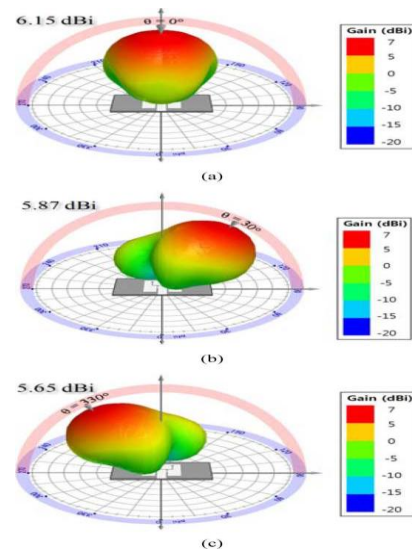 6.15 dBi
θ = 0°
Gain (dBi)
7
5
0
-5
-10
-15
-20
(a)
5.87 dBi
θ = 30°
Gain (dBi)
7
5
0
-5
-10
-15
-20
(b)
5.65 dBi
θ = 330°
Gain (dBi)
7
5
0
-5
-10
-15
-20
(c)